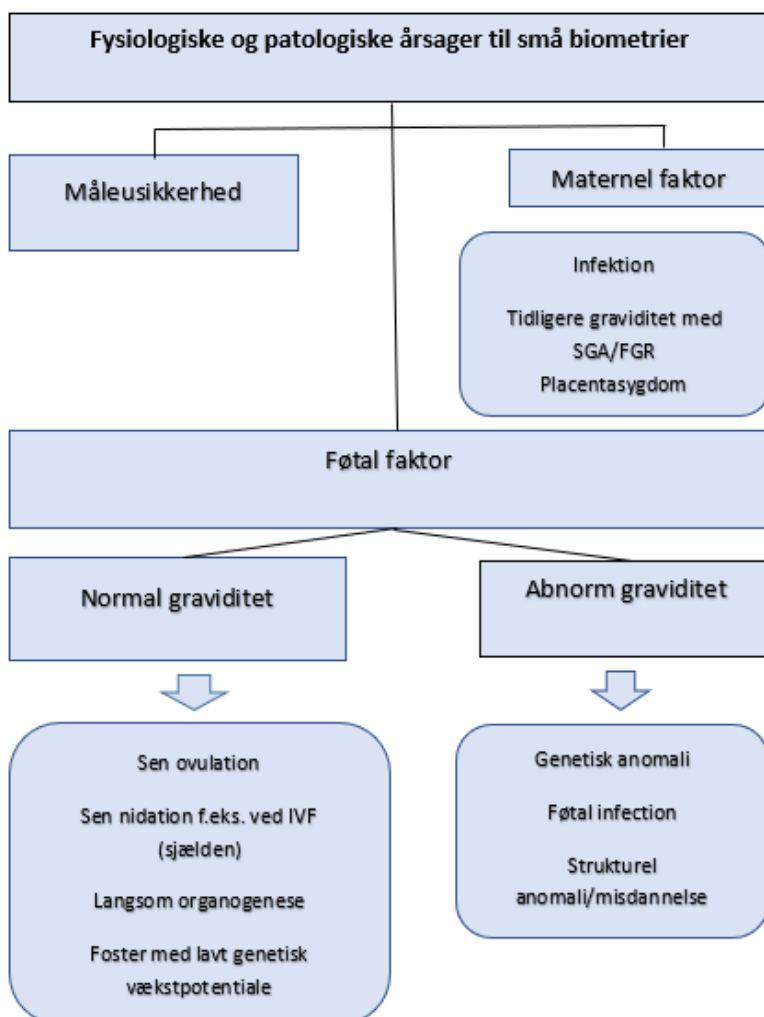 Fysiologiske og patologiske årsager til små biometrier
Måleusikkerhed
Maternel faktor
Infektion
Tidligere graviditet med
SGA/FGR
Placentasygdom
Føtal faktor
Normal graviditet
Abnorm graviditet
Sen ovulation
Sen nidation f.eks. ved IVF
(sjælden)
Langsom organogenese
Foster med lavt genetisk
vækstpotentiale
Genetisk anomali
Føtal infection
Strukturel
anomali/misdannelse